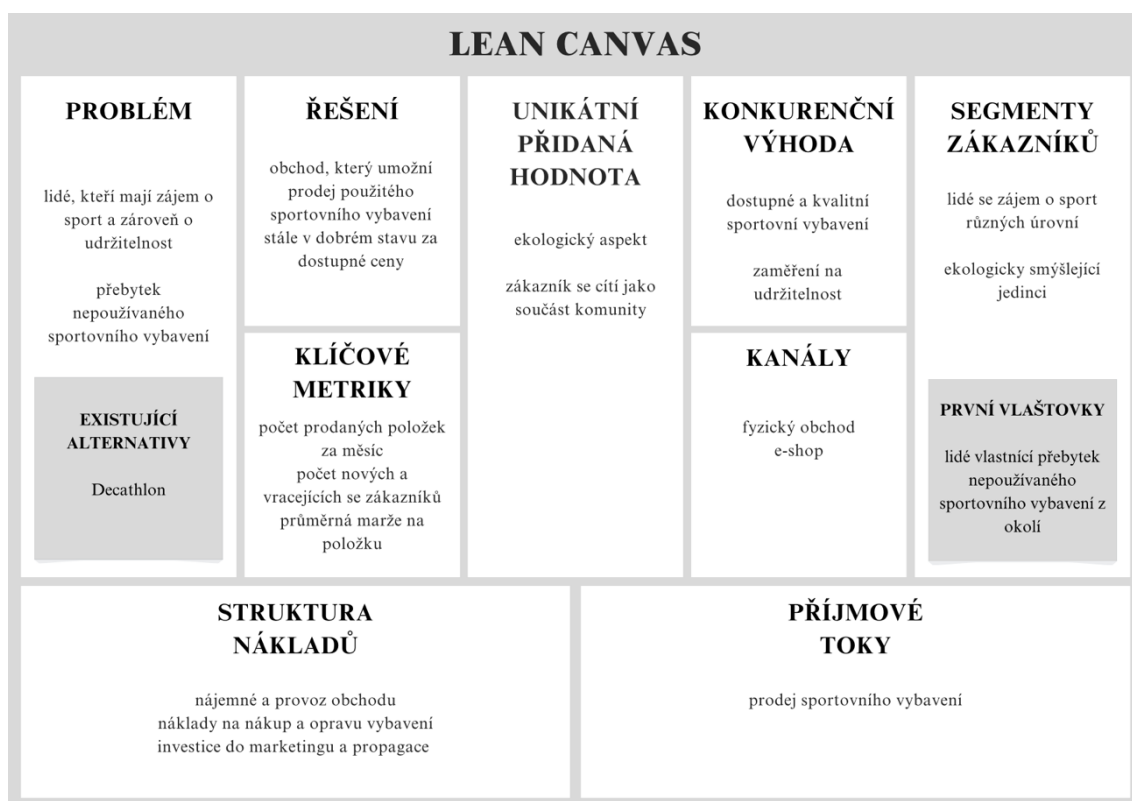 LEAN CANVAS
PROBLÉM
lidé, kteří mají zájem o
sport a zároveň o
udržitelnost
přebytek
nepoužívaného
sportovního vybavení
EXISTUJÍCÍ
ALTERNATIVY
Decathlon
ŘEŠENÍ
obchod, který umožní
prodej použitého
sportovního vybavení
stále v dobrém stavu za
dostupné ceny
KLÍČOVÉ
METRIKY
počet prodaných položek
za měsíc
počet nových a
vracejících se zákazníků
průměrná marže na
položku
UNIKÁTNÍ
PŘIDANÁ
HODNOTA
ekologický aspekt
zákazník se cítí jako
součást komunity
KONKURENČNÍ
VÝHODA
dostupné a kvalitní
sportovní vybavení
zaměření na
udržitelnost
KANÁLY
fyzický obchod
e-shop
SEGMENTY
ZÁKAZNÍKŮ
lidé se zájem o sport
různých úrovní
ekologicky smýšlející
jedinci
PRVNÍ VLAŠTOVKY
lidé vlastnící přebytek
nepoužívaného
sportovního vybavení z
okolí
STRUKTURA
NÁKLADŮ
nájemné a provoz obchodu
náklady na nákup a opravu vybavení
investice do marketingu a propagace
PŘÍJMOVÉ
TOKY
prodej sportovního vybavení